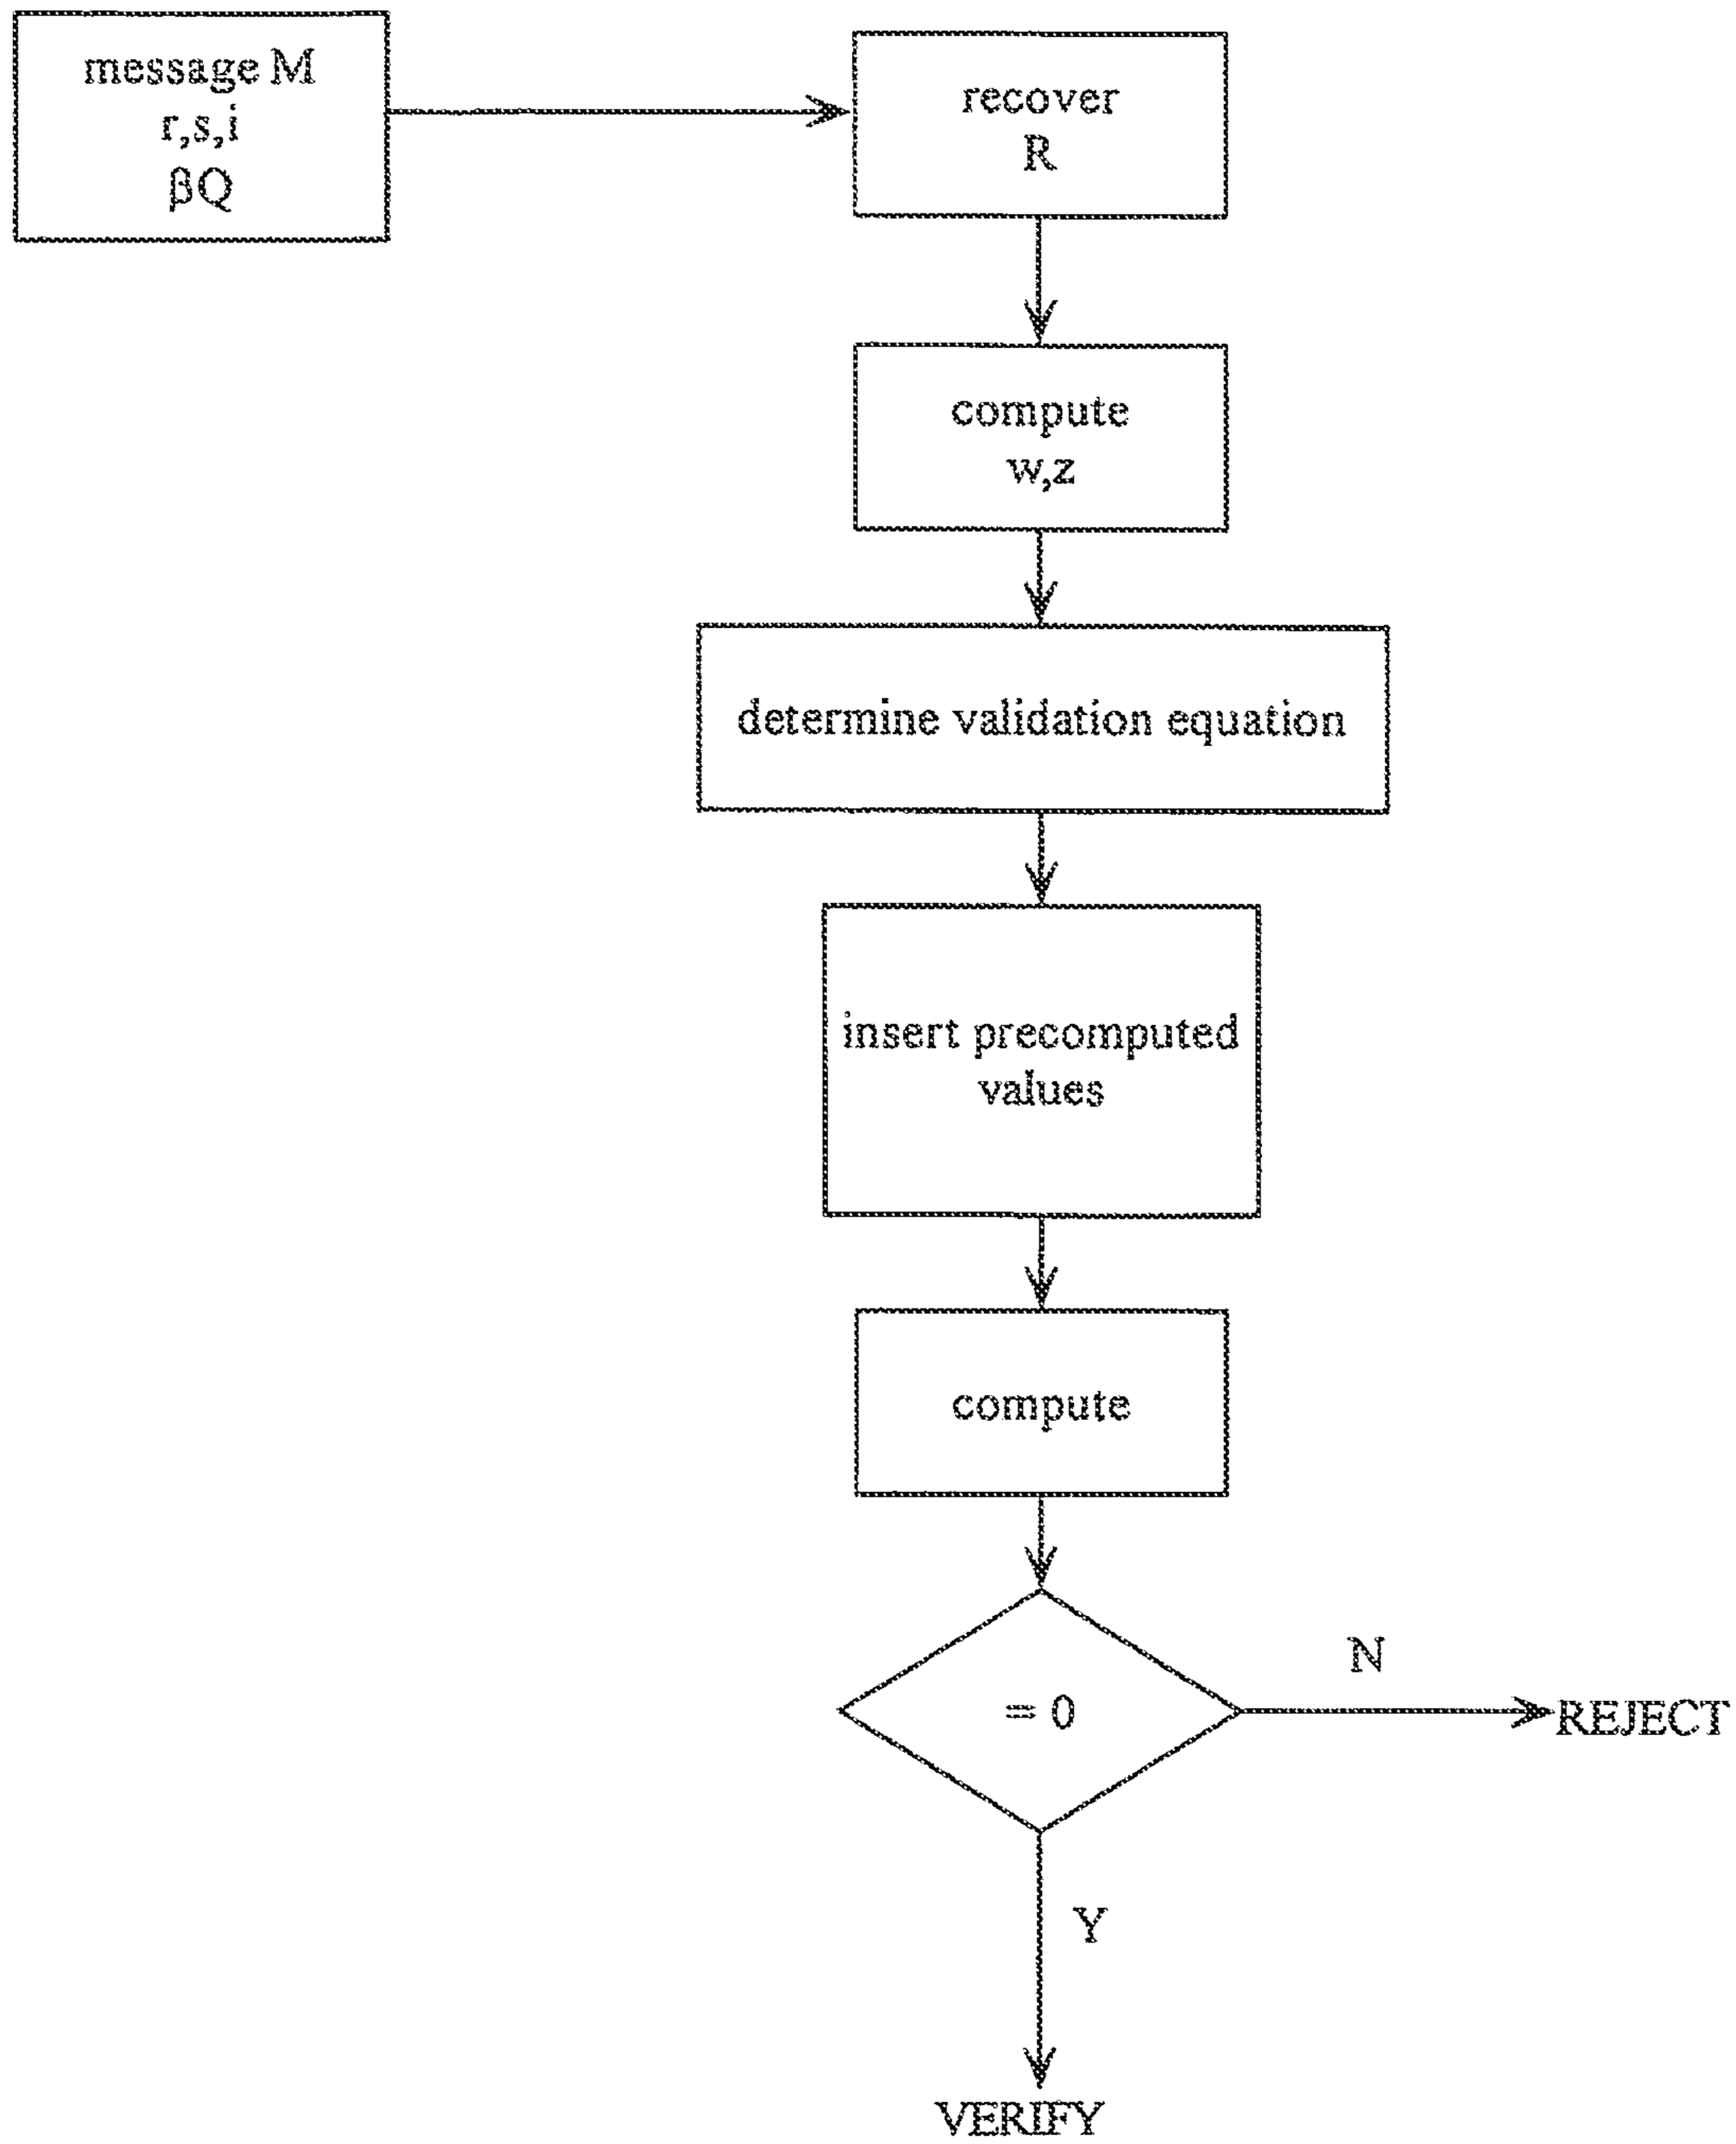 message M
r,s,i
βQ
recover
R
compute
w,z
determine validation equation
insert precomputed
values
compute
= 0
N
REJECT
Y
VERIFY